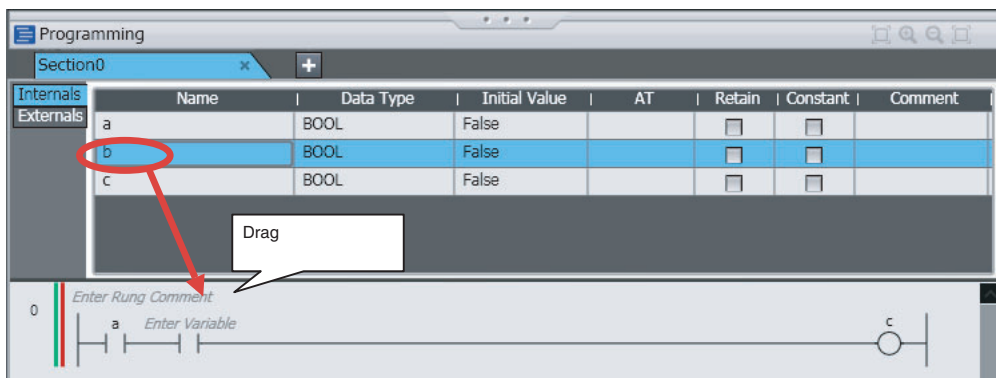 Programming
Section0
Internals
Externals
Name Data Type Initial Value AT Retain Constant Comment
a BOOL False
b BOOL False
c BOOL False
Drag
Enter Rung Comment
0
a Enter Variable c